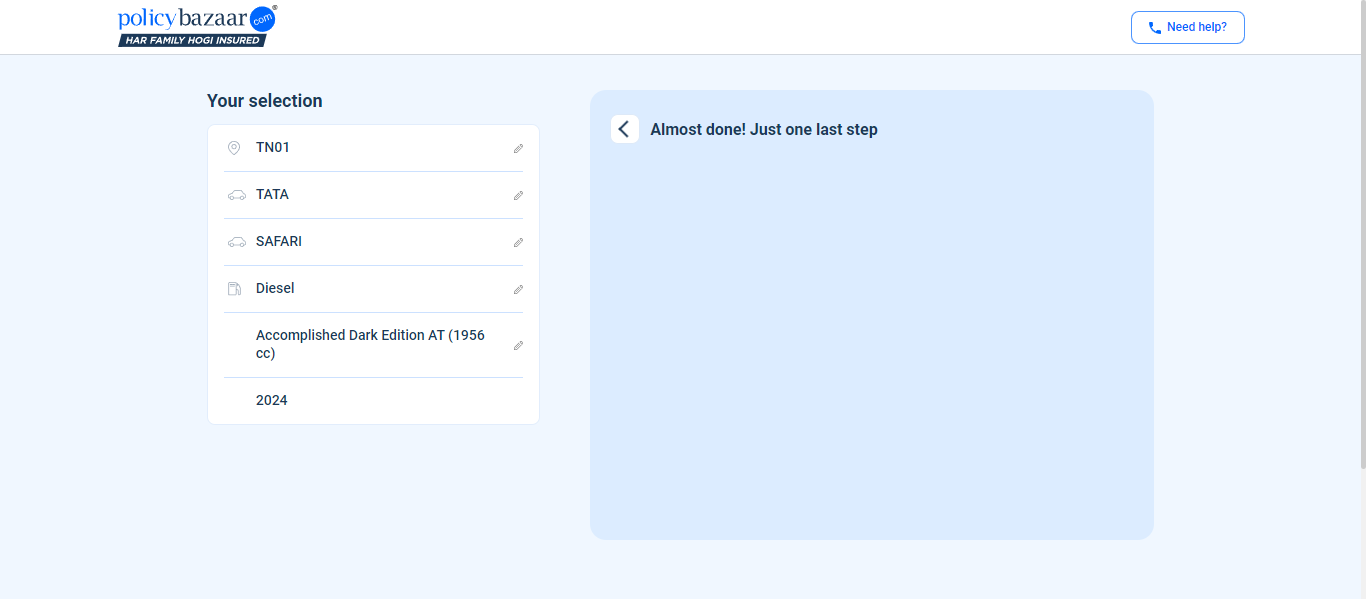 policybazaar.com®
HAR FAMILY HOGI INSURED
Need help?
Your selection
TN01
TATA
SAFARI
Diesel
Accomplished Dark Edition AT (1956
cc)
2024
Almost done! Just one last step